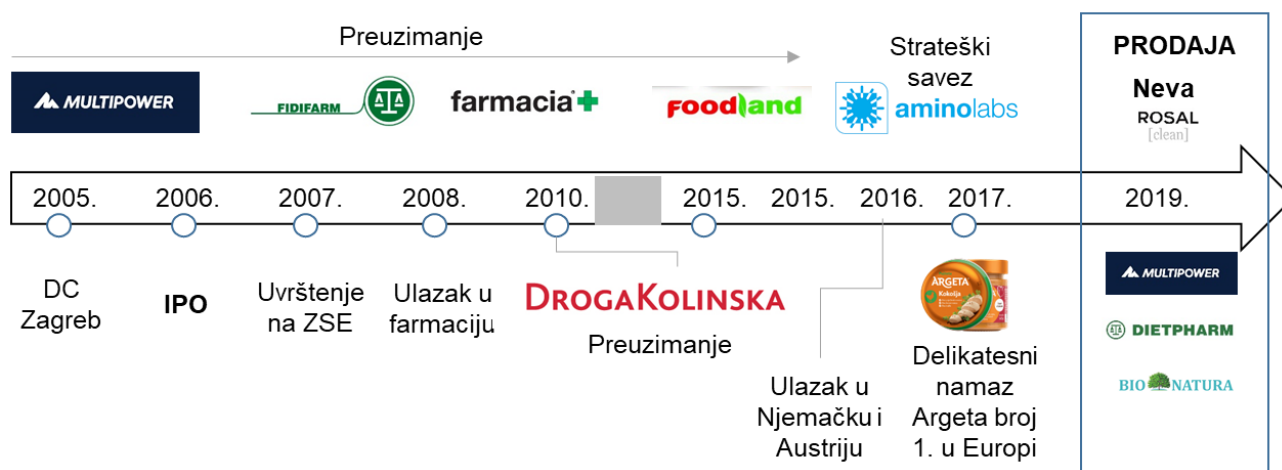 Preuzimanje
MULTIPOWER
FIDIFARM
farmacia
foodland
Strateški
savez
aminolabs
PRODAJA
Neva
ROSAL
[clean]
2005.
2006.
2007.
2008.
2010.
2015.
2015.
2016.
2017.
2019.
DC
Zagreb
IPO
Uvrštenje
na ZSE
Ulazak u
farmaciju
DROGAKOLINSKA
Preuzimanje
Ulazak u
Njemačku i
Austriju
ARGETA
Kokošja
Delikatesni
namaz
Argeta broj
1. u Europi
MULTIPOWER
DIETPHARM
BIO NATURA